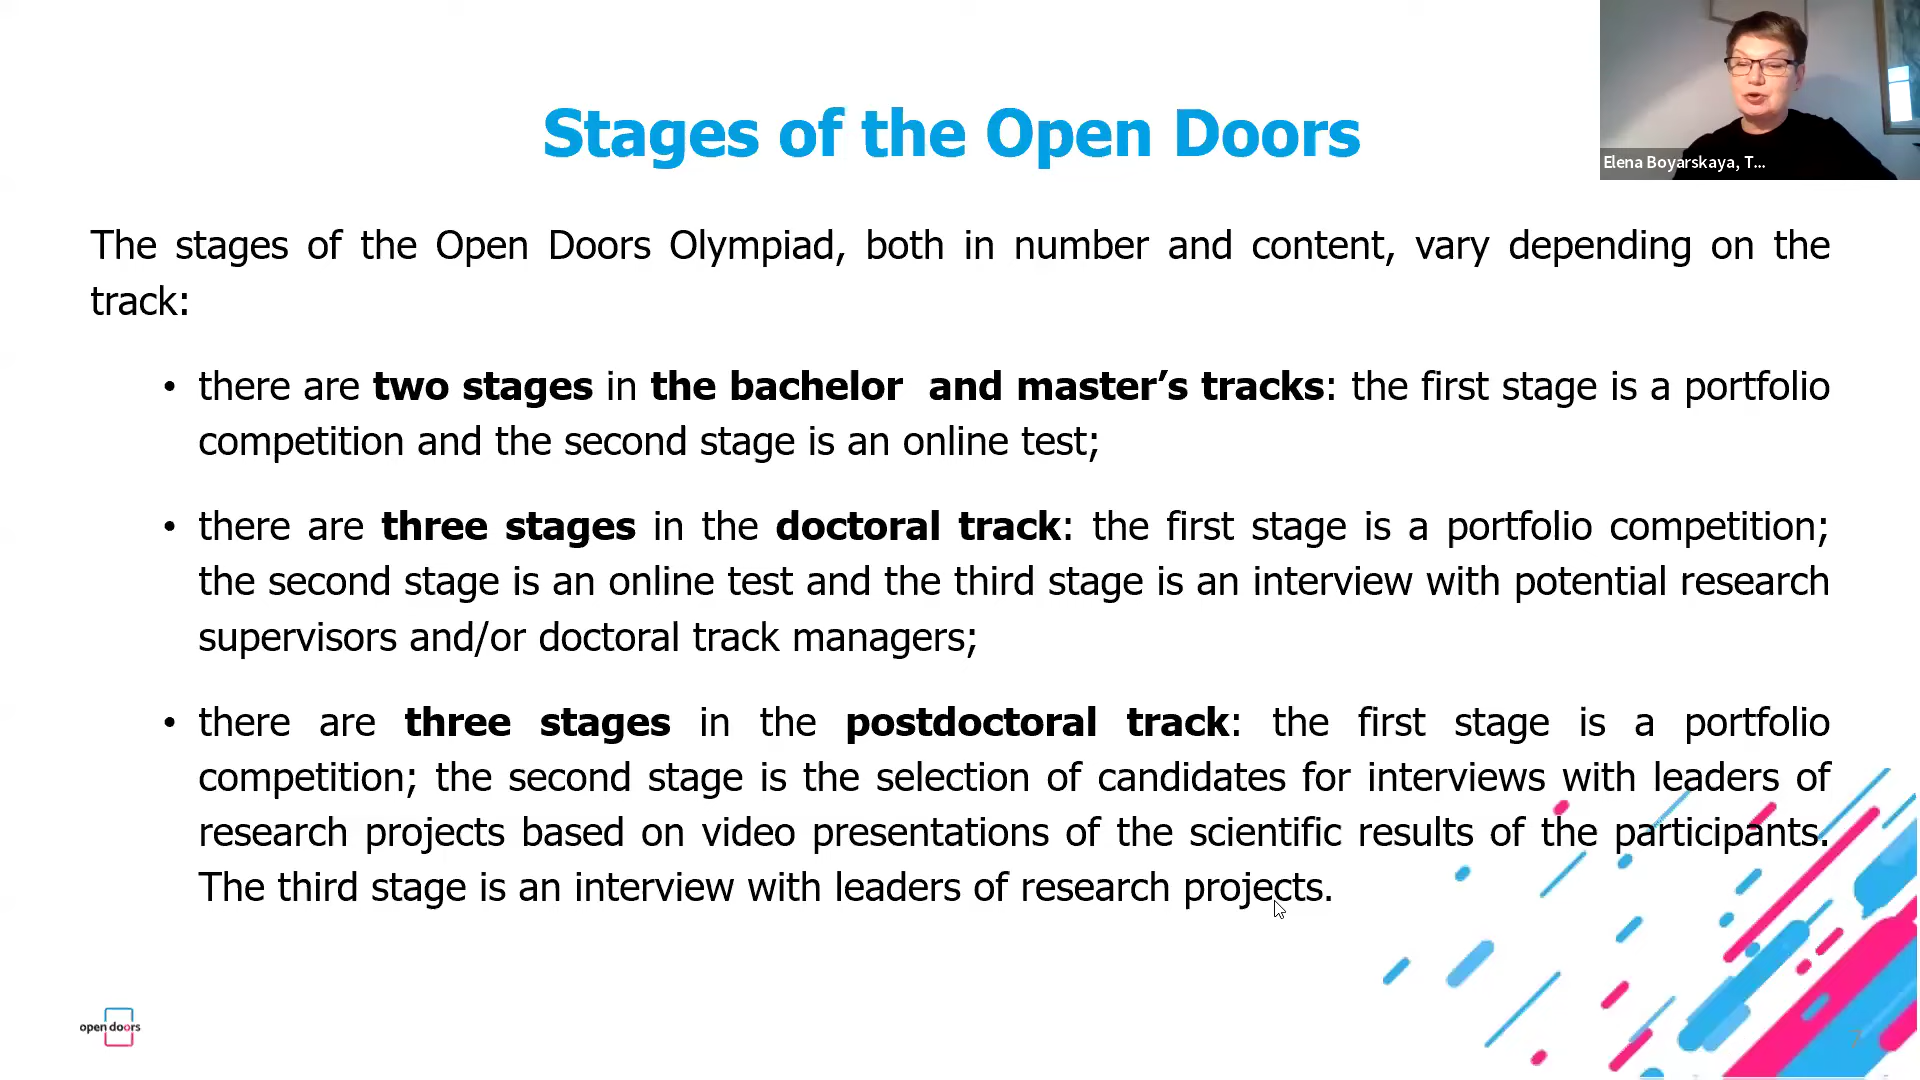 Stages of the Open Doors
Elena Boyarskaya, T...
The stages of the Open Doors Olympiad, both in number and content, vary depending on the
track:
• there are two stages in the bachelor  and master’s tracks: the first stage is a portfolio
competition and the second stage is an online test;
• there are three stages in the doctoral track: the first stage is a portfolio competition;
the second stage is an online test and the third stage is an interview with potential research
supervisors and/or doctoral track managers;
• there are three stages in the postdoctoral track: the first stage is a portfolio
competition; the second stage is the selection of candidates for interviews with leaders of
research projects based on video presentations of the scientific results of the participants.
The third stage is an interview with leaders of research projects.
open doors